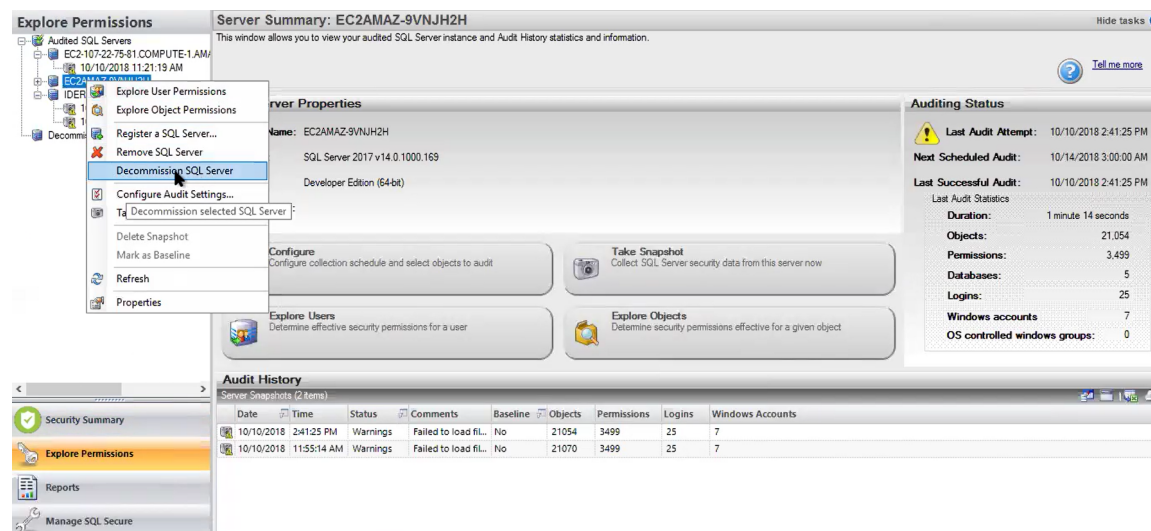 Explore Permissions
Audited SQL Servers
EC2-107-22-75-81.COMPUTE-1.AMA
10/10/2018 11:21:19 AM
EC2AMAZ-9VNJH2H
IDER
Decommis
Explore User Permissions
Explore Object Permissions
Register a SQL Server...
Remove SQL Server
Decommission SQL Server
Configure Audit Settings...
Ta
Decommission selected SQL Server
Delete Snapshot
Mark as Baseline
Refresh
Properties
Security Summary
Explore Permissions
Reports
Manage SQL Secure
Server Summary: EC2AMAZ-9VNJH2H
Hide tasks
This window allows you to view your audited SQL Server instance and Audit History statistics and information.
Tell me more
rver Properties
Name: EC2AMAZ-9VNJH2H
SQL Server 2017 v14.0.1000.169
Developer Edition (64-bit)
Configure
Configure collection schedule and select objects to audit
Take Snapshot
Collect SQL Server security data from this server now
Explore Users
Determine effective security permissions for a user
Explore Objects
Determine security permissions effective for a given object
Auditing Status
Last Audit Attempt: 10/10/2018 2:41:25 PM
Next Scheduled Audit: 10/14/2018 3:00:00 AM
Last Successful Audit: 10/10/2018 2:41:25 PM
Last Audit Statistics
Duration: 1 minute 14 seconds
Objects: 21,054
Permissions: 3,499
Databases: 5
Logins: 25
Windows accounts 7
OS controlled windows groups: 0
Audit History
Server Snapshots (2 items)
Date Time Status Comments Baseline Objects Permissions Logins Windows Accounts
10/10/2018 2:41:25 PM Warnings Failed to load fil... No 21054 3499 25 7
10/10/2018 11:55:14 AM Warnings Failed to load fil... No 21070 3499 25 7